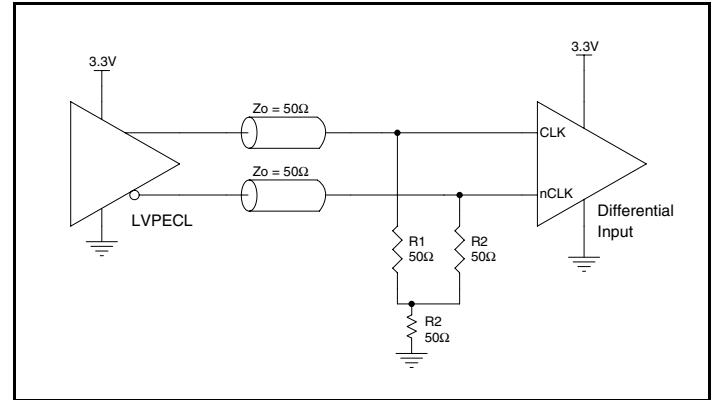 3.3V
3.3V
Zo = 50Ω
CLK
Zo = 50Ω
nCLK
LVPECL
Differential
Input
R1
50Ω
R2
50Ω
R2
50Ω